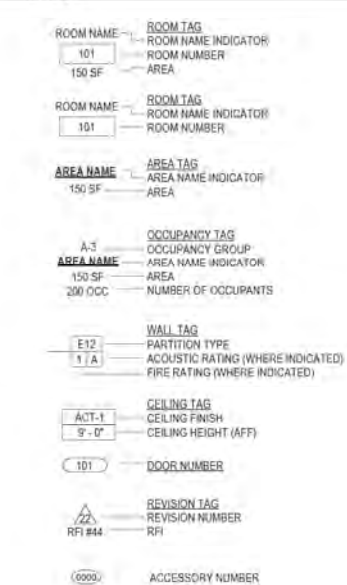 ROOM TAG
ROOM NAME ROOM NAME INDICATOR
101 ROOM NUMBER
150 SF AREA
ROOM TAG
ROOM NAME ROOM NAME INDICATOR
101 ROOM NUMBER
AREA TAG
AREA NAME AREA NAME INDICATOR
150 SF AREA
OCCUPANCY TAG
A-3 OCCUPANCY GROUP
AREA NAME AREA NAME INDICATOR
150 SF AREA
200 OCC NUMBER OF OCCUPANTS
WALL TAG
E12 PARTITION TYPE
1 A ACOUSTIC RATING (WHERE INDICATED)
FIRE RATING (WHERE INDICATED)
CEILING TAG
ACT-1 CEILING FINISH
9'-0" CEILING HEIGHT (AFF)
101 DOOR NUMBER
REVISION TAG
22 REVISION NUMBER
RFI #44 RFI
0000 ACCESSORY NUMBER